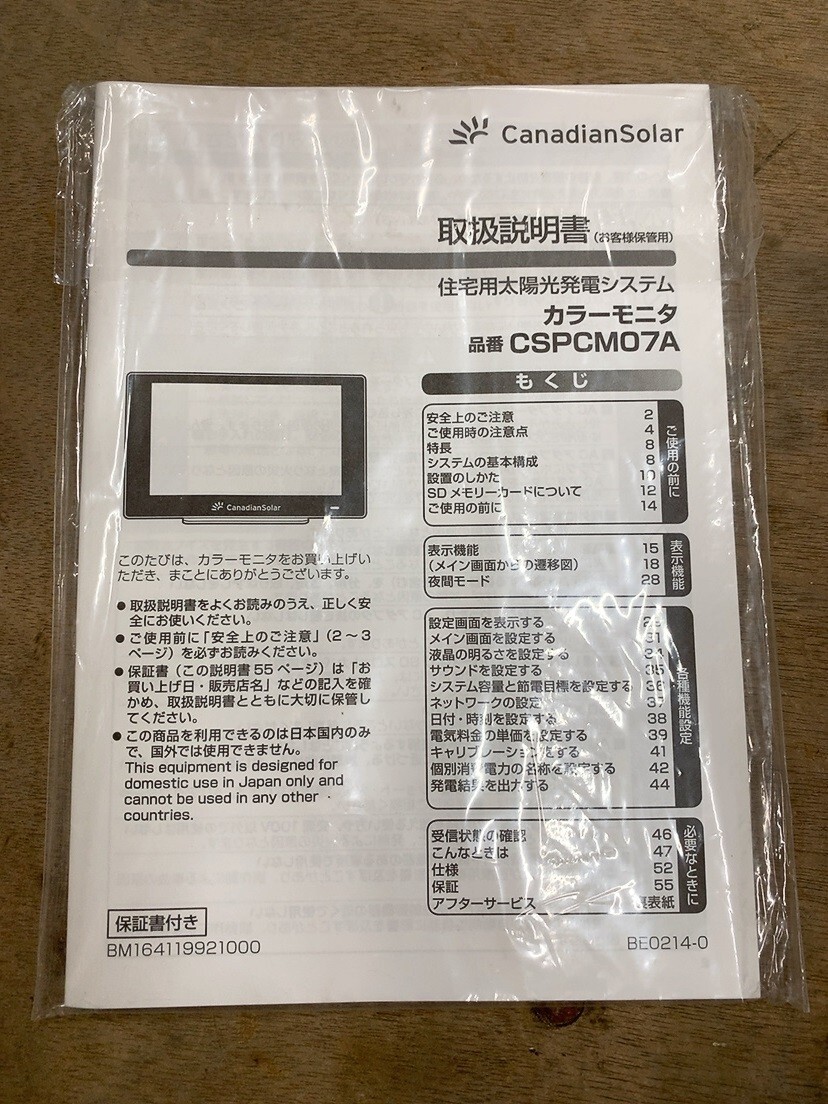 CanadianSolar
取扱説明書(お客様保管用)
住宅用太陽光発電システム
カラーモニタ
品番 CSPCM07A
CanadianSolar
このたびは、カラーモニタをお買い上げい
ただき、まことにありがとうございます。
● 取扱説明書をよくお読みのうえ、正しく安
全にお使いください。
● ご使用前に「安全上のご注意」(2～3
ページ)を必ずお読みください。
● 保証書(この説明書55ページ)は「お
買い上げ日・販売店名」などの記入を確
かめ、取扱説明書とともに大切に保管し
てください。
● この商品を利用できるのは日本国内のみ
で、国外では使用できません。
This equipment is designed for
domestic use in Japan only and
cannot be used in any other
countries.
もくじ
ご使用の前に
安全上のご注意 2
ご使用時の注意点 4
特長 8
システムの基本構成 8
設置のしかた 10
SDメモリーカードについて 12
ご使用の前に 14
表示機能
表示機能 15
(メイン画面からの遷移図) 18
夜間モード 28
各種機能設定
設定画面を表示する 29
メイン画面を設定する 31
液晶の明るさを設定する 34
サウンドを設定する 35
システム容量と節電目標を設定する 36
ネットワークの設定 37
日付・時刻を設定する 38
電気料金の単価を設定する 39
キャリブレーションをする 41
個別消費電力の名称を設定する 42
発電結果を出力する 44
必要なときに
受信状態の確認 46
こんなときは 47
仕様 52
保証 55
アフターサービス 裏表紙
保証書付き
BM164119921000
BE0214-0